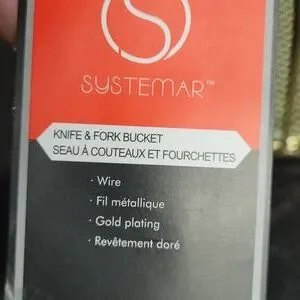 SYSTEMAR™
KNIFE & FORK BUCKET
SEAU À COUTEAUX ET FOURCHETTES
· Wire
· Fil métallique
· Gold plating
· Revêtement doré